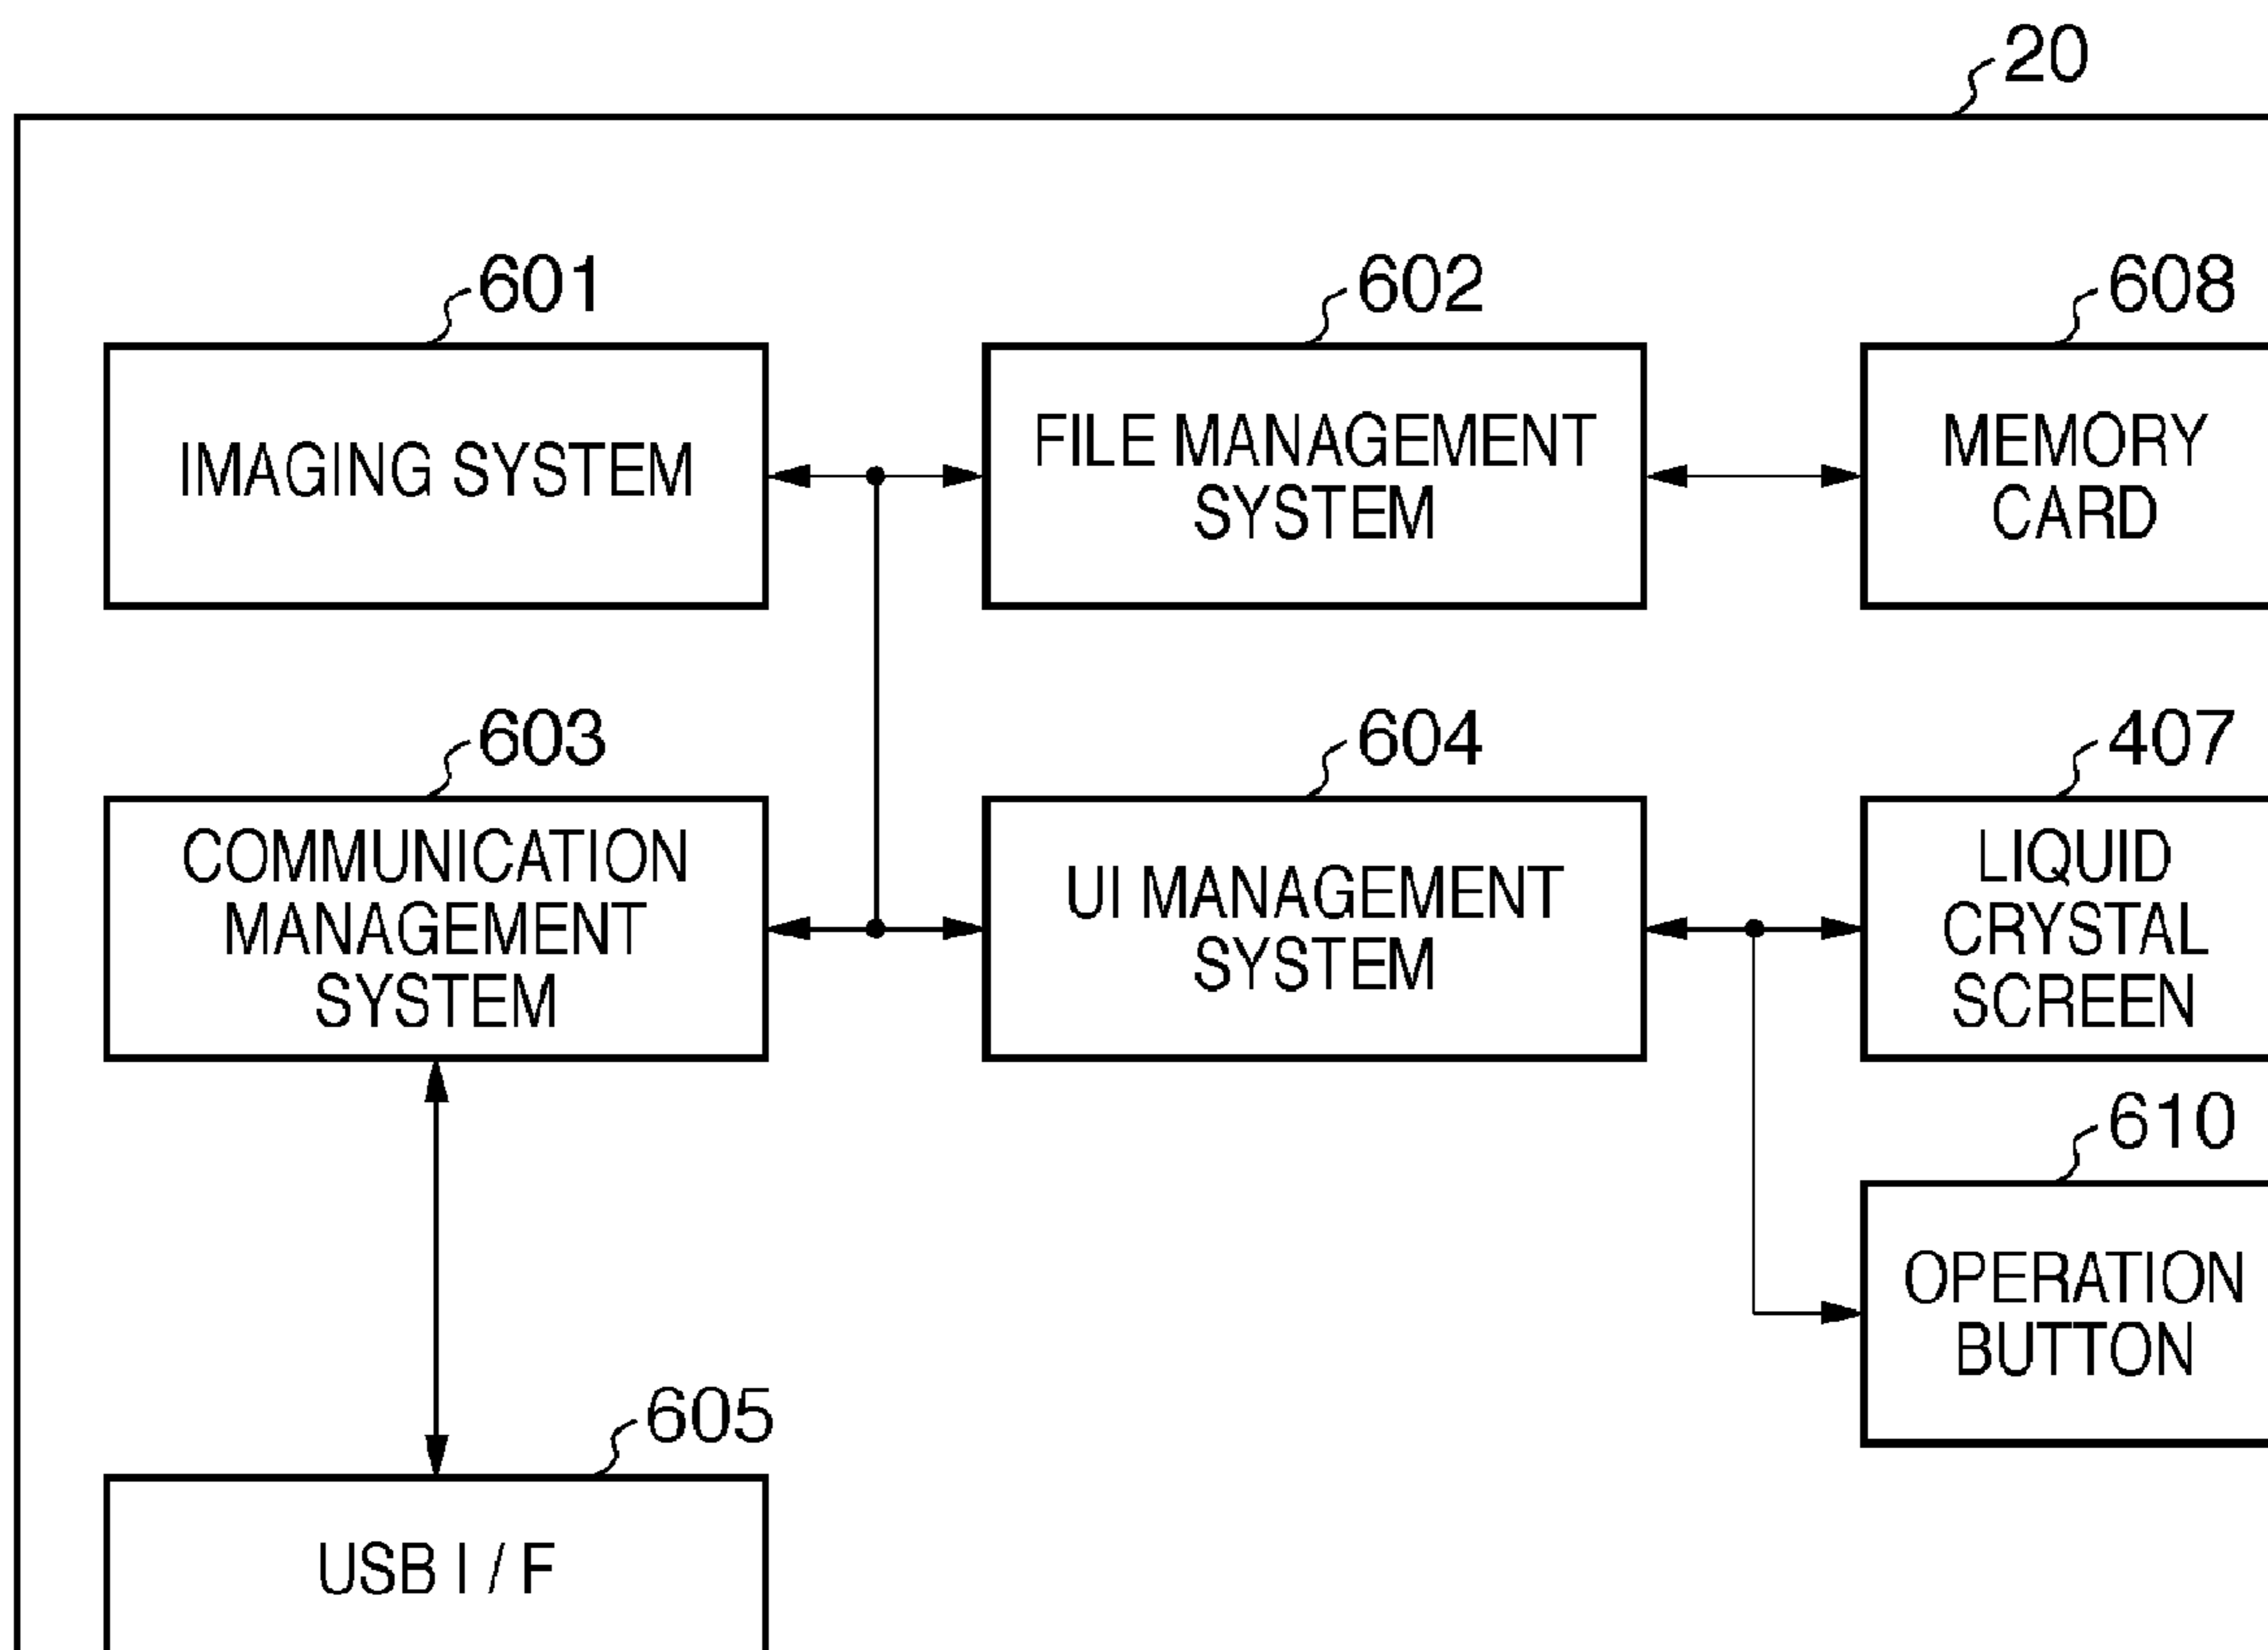 20
601
602
608
IMAGING SYSTEM
FILE MANAGEMENT
SYSTEM
MEMORY
CARD
603
604
407
COMMUNICATION
MANAGEMENT
SYSTEM
UI MANAGEMENT
SYSTEM
LIQUID
CRYSTAL
SCREEN
610
OPERATION
BUTTON
605
USB I / F